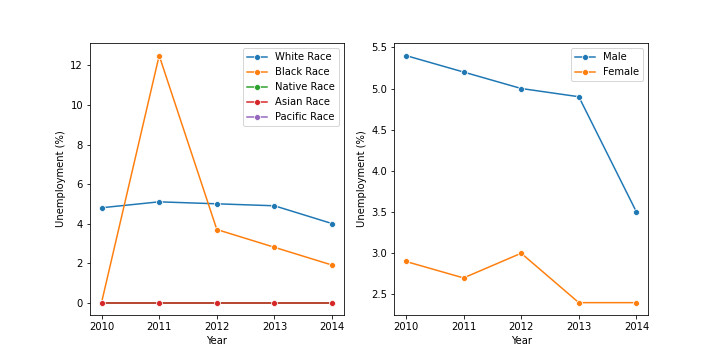 White Race
Black Race
Native Race
Asian Race
Pacific Race
12
10
8
6
4
2
0
Unemployment (%)
2010 2011 2012 2013 2014
Year
Male
Female
5.5
5.0
4.5
4.0
3.5
3.0
2.5
Unemployment (%)
2010 2011 2012 2013 2014
Year